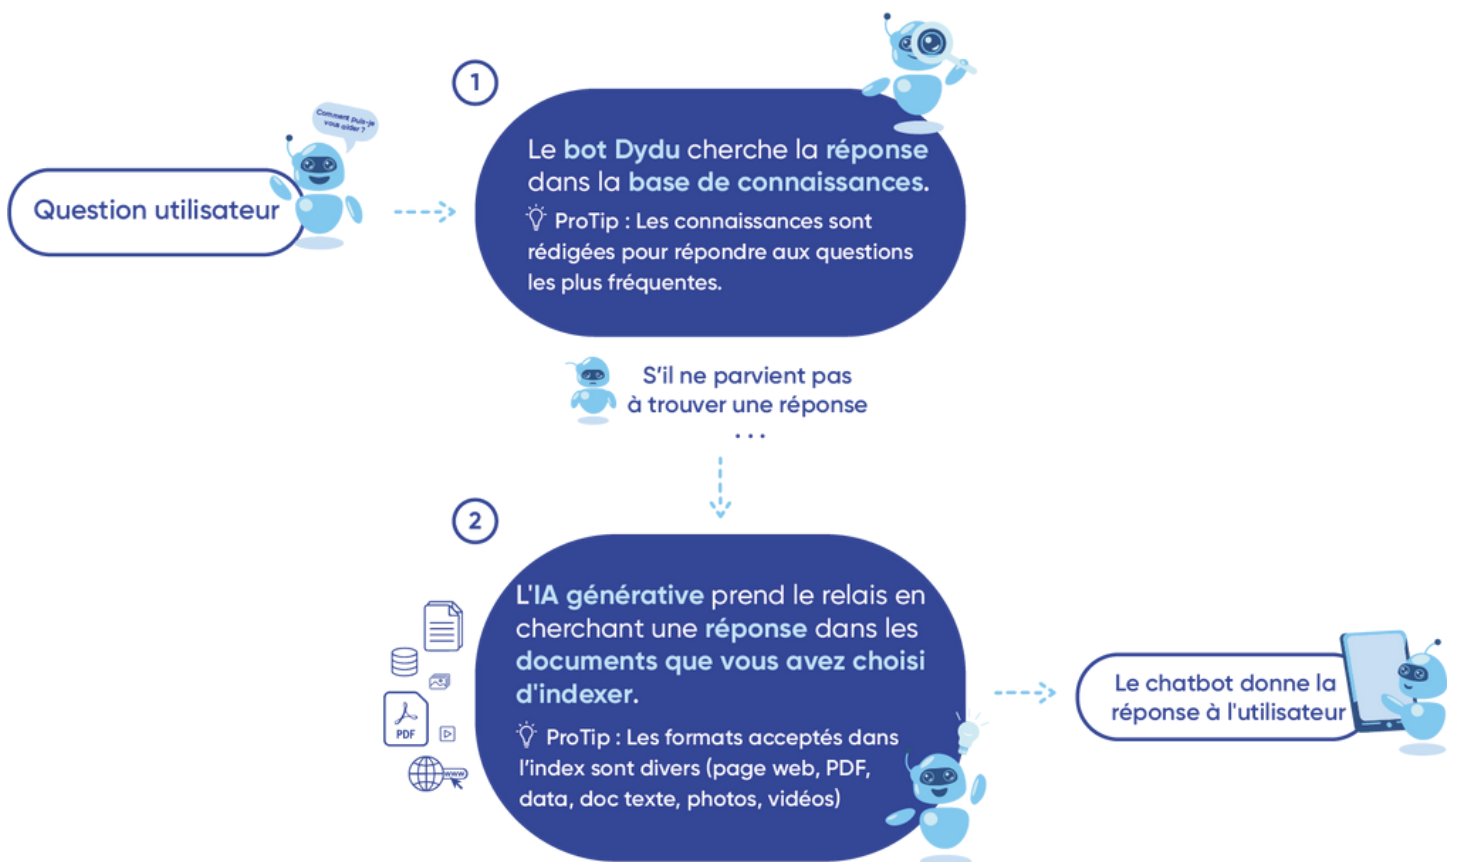 Comment puis-je
vous aider ?
Question utilisateur
1
Le bot Dydu cherche la réponse
dans la base de connaissances.
ProTip : Les connaissances sont
rédigées pour répondre aux questions
les plus fréquentes.
S'il ne parvient pas
à trouver une réponse
...
2
L'IA générative prend le relais en
cherchant une réponse dans les
documents que vous avez choisi
d'indexer.
ProTip : Les formats acceptés dans
l'index sont divers (page web, PDF,
data, doc texte, photos, vidéos)
PDF
www
Le chatbot donne la
réponse à l'utilisateur